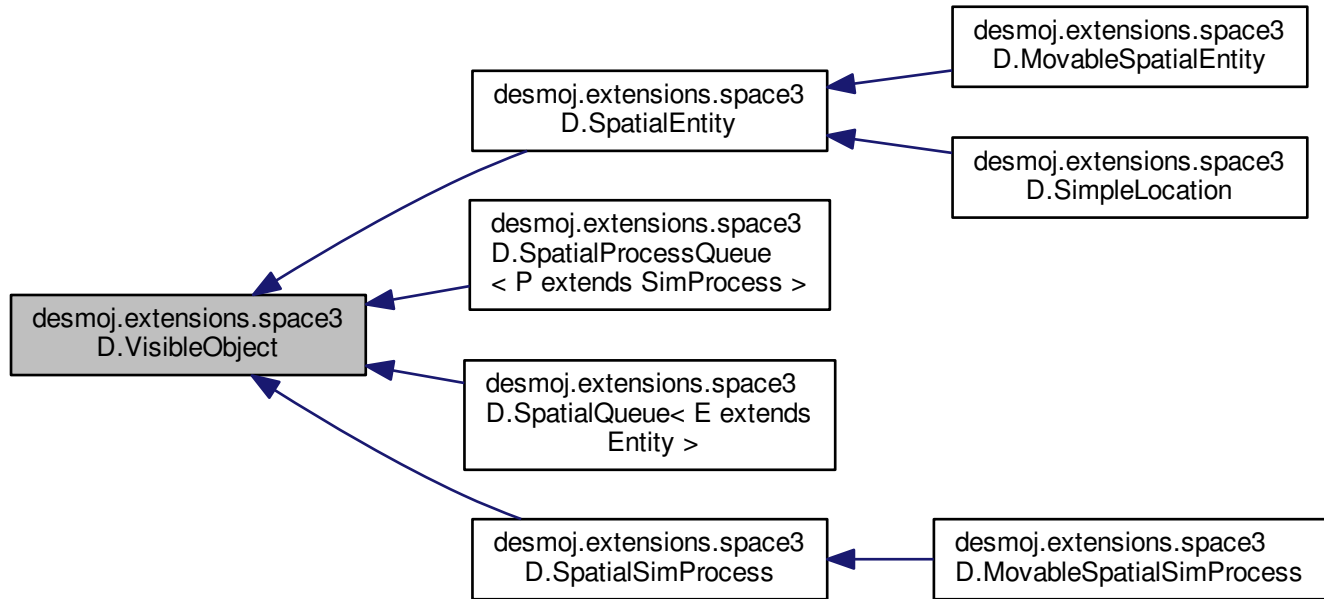 desmoj.extensions.space3
D.VisibleObject
desmoj.extensions.space3
D.SpatialEntity
desmoj.extensions.space3
D.SpatialProcessQueue
< P extends SimProcess >
desmoj.extensions.space3
D.SpatialQueue< E extends
Entity >
desmoj.extensions.space3
D.SpatialSimProcess
desmoj.extensions.space3
D.MovableSpatialEntity
desmoj.extensions.space3
D.SimpleLocation
desmoj.extensions.space3
D.MovableSpatialSimProcess